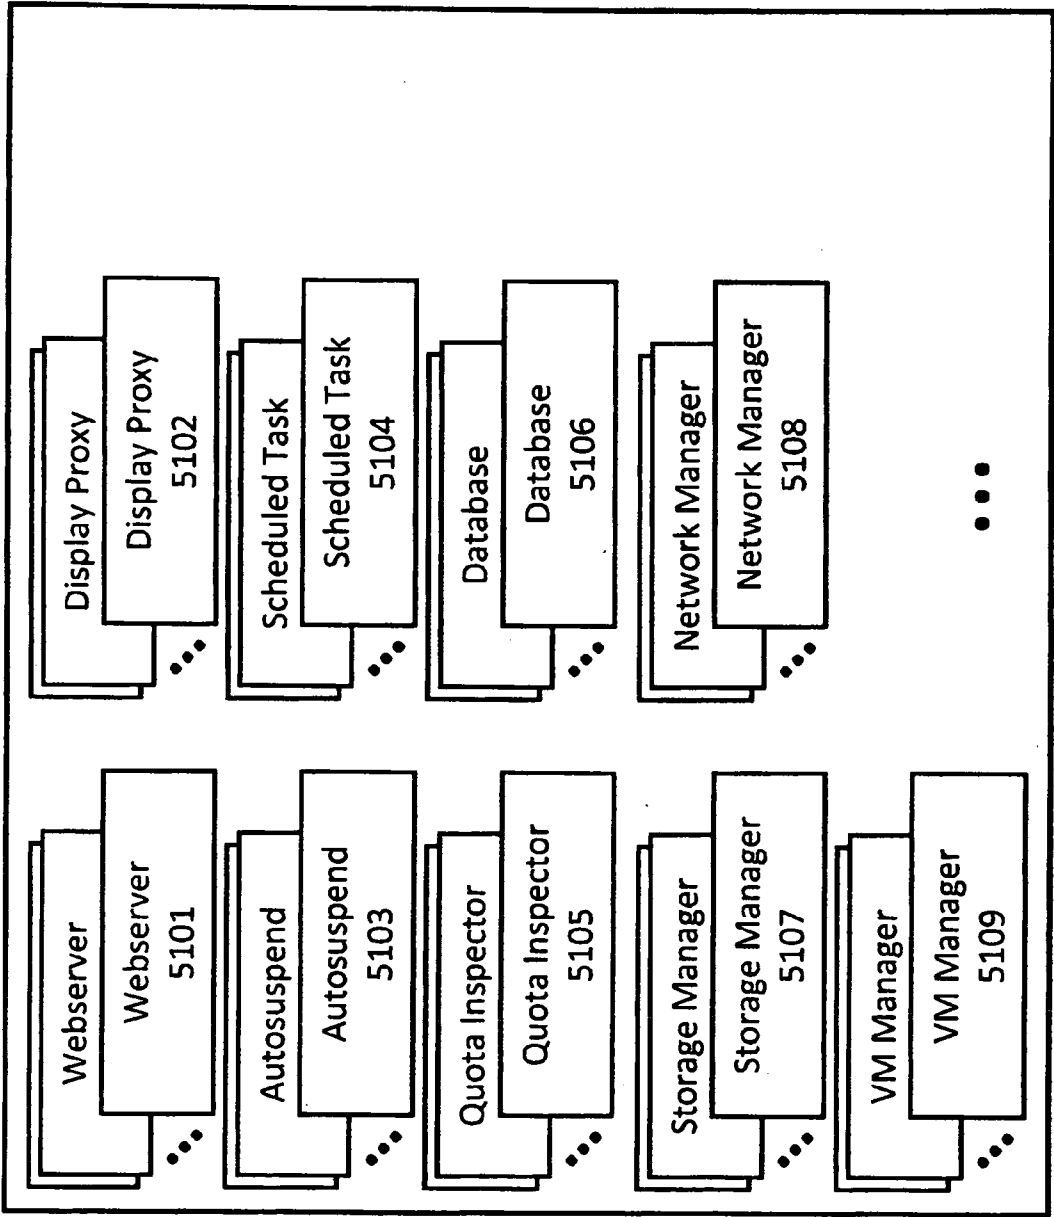 Webserver
Webserver
5101
Display Proxy
Display Proxy
5102
Autosuspend
Autosuspend
5103
Scheduled Task
Scheduled Task
5104
Quota Inspector
Quota Inspector
5105
Database
Database
5106
Storage Manager
Storage Manager
5107
Network Manager
Network Manager
5108
VM Manager
VM Manager
5109